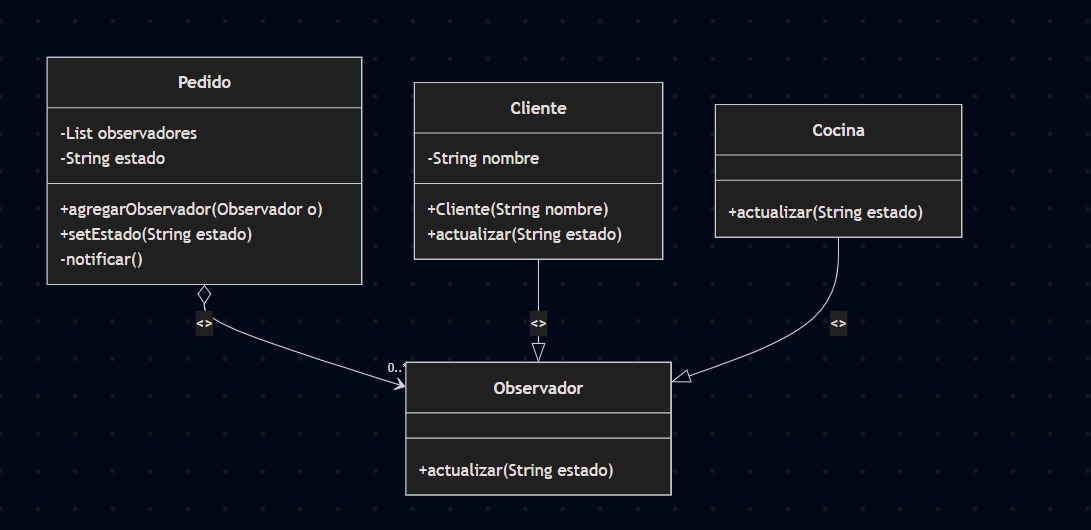 Pedido
-List observadores
-String estado
+agregarObservador(Observador o)
+setEstado(String estado)
-notificar()
Cliente
-String nombre
+Cliente(String nombre)
+actualizar(String estado)
Cocina
+actualizar(String estado)
<>
<>
<>
0..*
Observador
+actualizar(String estado)